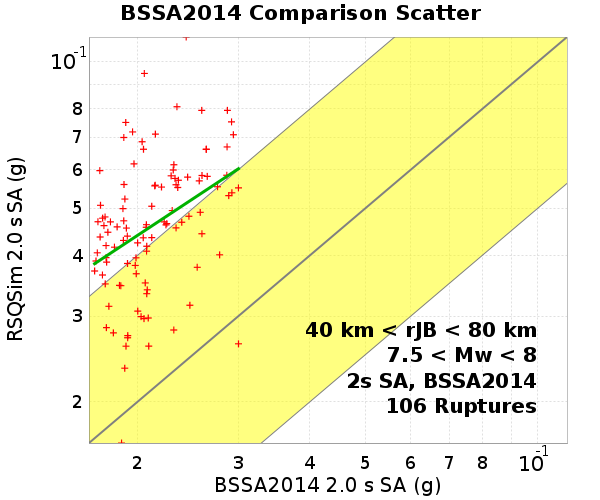 BSSA2014 Comparison Scatter
RSQSim 2.0 s SA (g)
10-1
8
7
6
5
4
3
2
40 km < rJB < 80 km
7.5 < Mw < 8
2s SA, BSSA2014
106 Ruptures
2 3 4 5 6 7 8 10-1
BSSA2014 2.0 s SA (g)